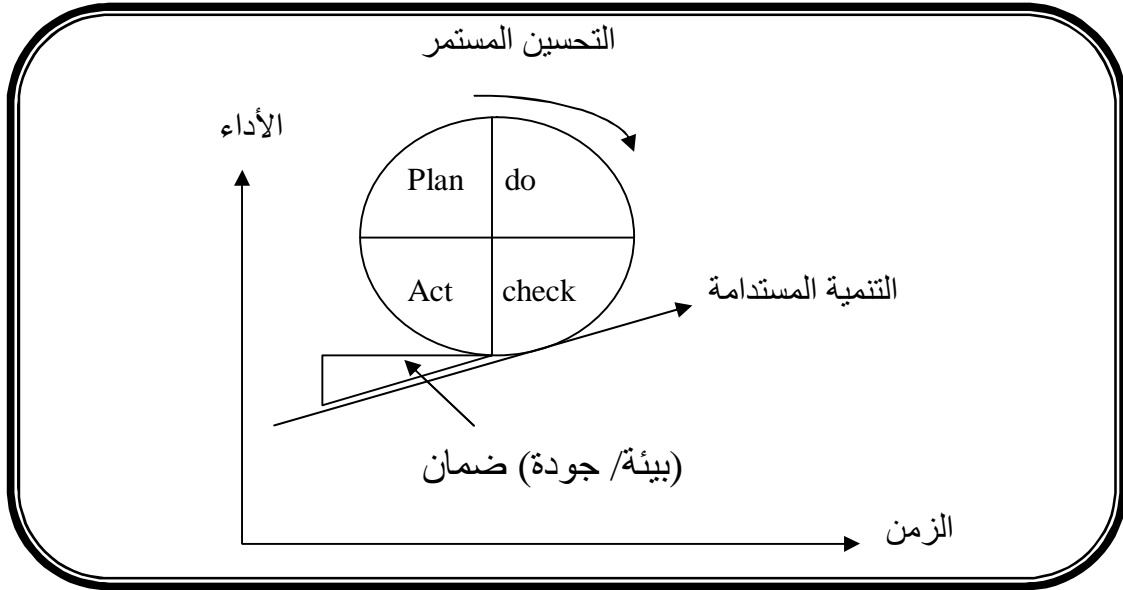 التحسين المستمر
الأداء
Plan
do
Act
check
التنمية المستدامة
(بيئة/ جودة) ضمان
الزمن